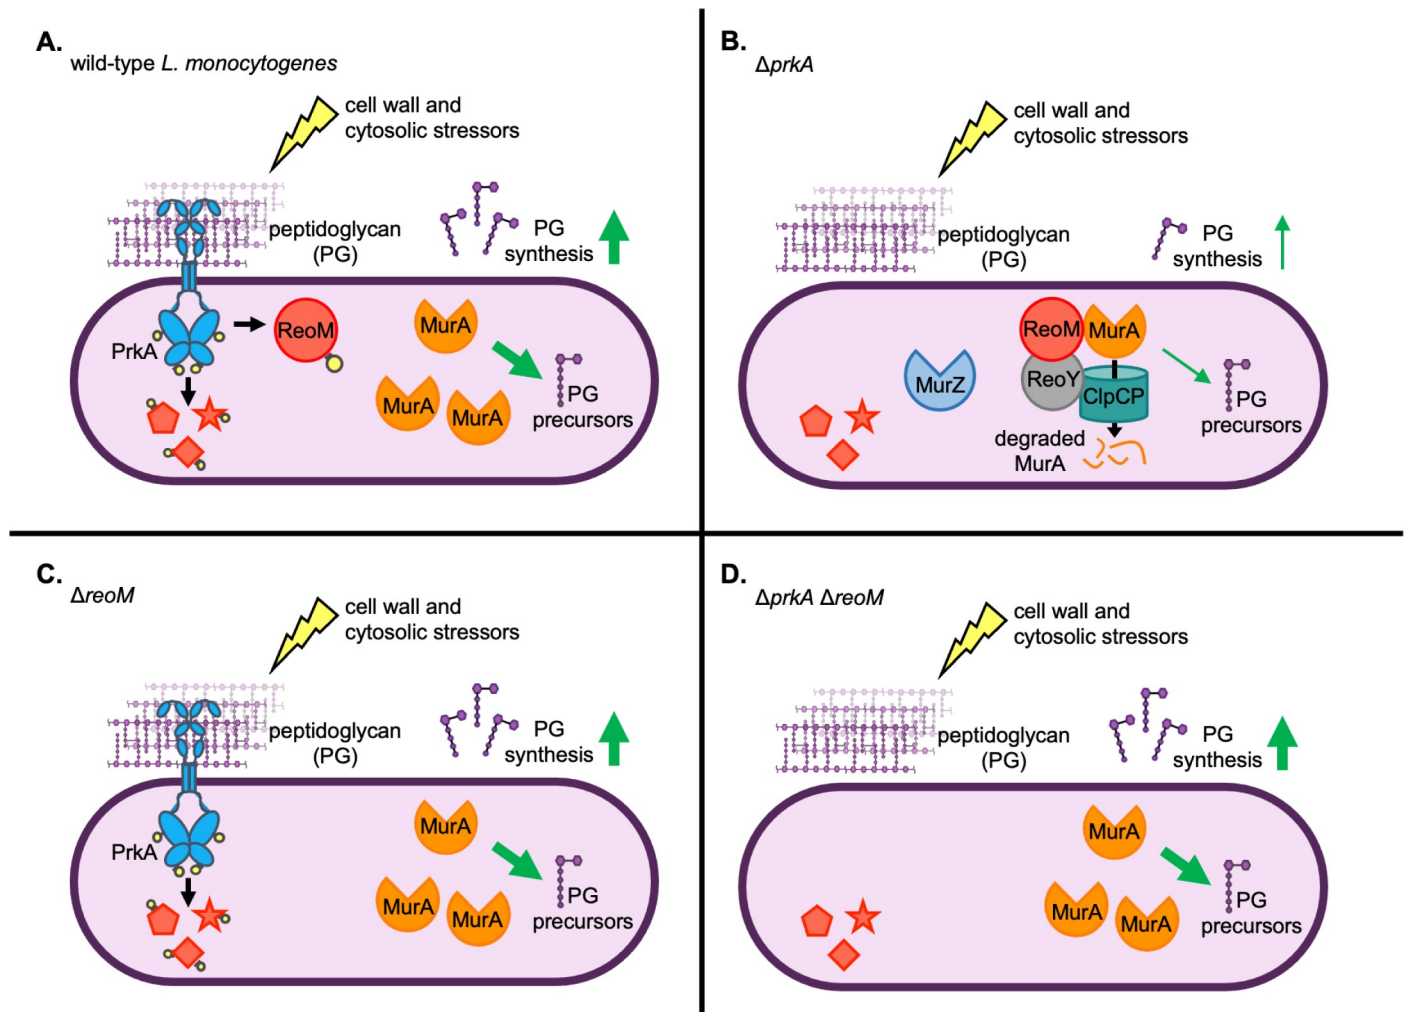 A.
wild-type L. monocytogenes
cell wall and
cytosolic stressors
peptidoglycan
(PG)
PG
synthesis
PrkA
ReoM
MurA
MurA
MurA
PG
precursors
B.
ΔprkA
cell wall and
cytosolic stressors
peptidoglycan
(PG)
PG
synthesis
MurZ
ReoM
MurA
ReoY
ClpCP
degraded
MurA
PG
precursors
C.
ΔreoM
cell wall and
cytosolic stressors
peptidoglycan
(PG)
PG
synthesis
PrkA
MurA
MurA
MurA
PG
precursors
D.
ΔprkA ΔreoM
cell wall and
cytosolic stressors
peptidoglycan
(PG)
PG
synthesis
MurA
MurA
MurA
PG
precursors